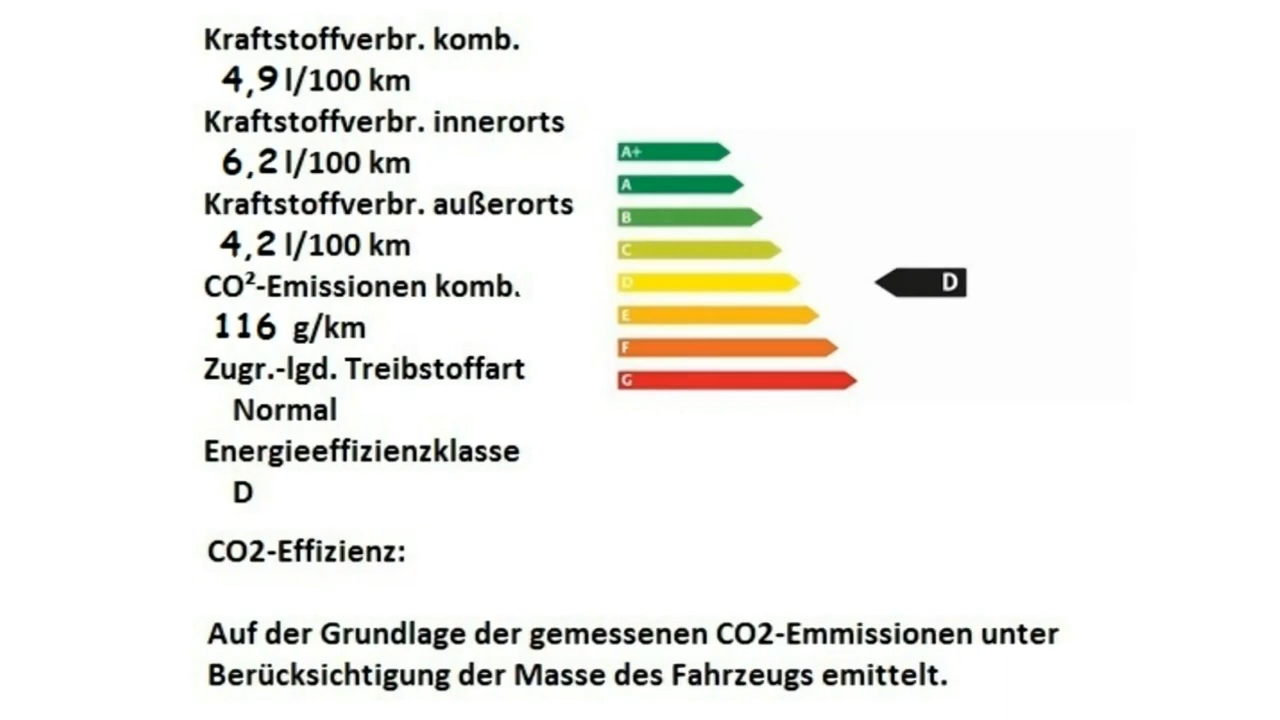 Kraftstoffverbr. komb.
4,9 l/100 km
Kraftstoffverbr. innerorts
6,2 l/100 km
Kraftstoffverbr. außerorts
4,2 l/100 km
CO²-Emissionen komb.
116 g/km
Zugr.-lgd. Treibstoffart
Normal
Energieeffizienzklasse
D
A+
A
B
C
D
E
F
G
D
CO2-Effizienz:
Auf der Grundlage der gemessenen CO2-Emmissionen unter
Berücksichtigung der Masse des Fahrzeugs emittelt.